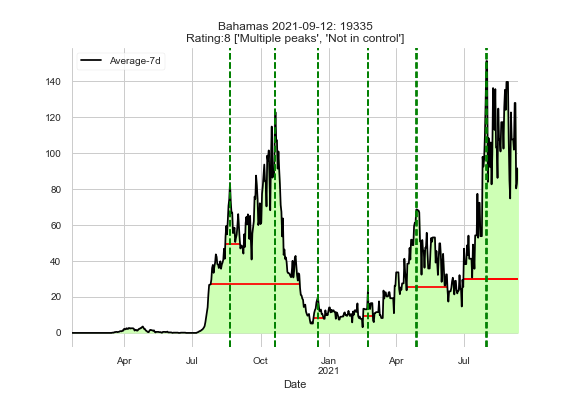 Bahamas 2021-09-12: 19335
Rating:8 ['Multiple peaks', 'Not in control']
Average-7d
140
120
100
80
60
40
20
0
Apr
Jul
Oct
Jan
2021
Apr
Jul
Date